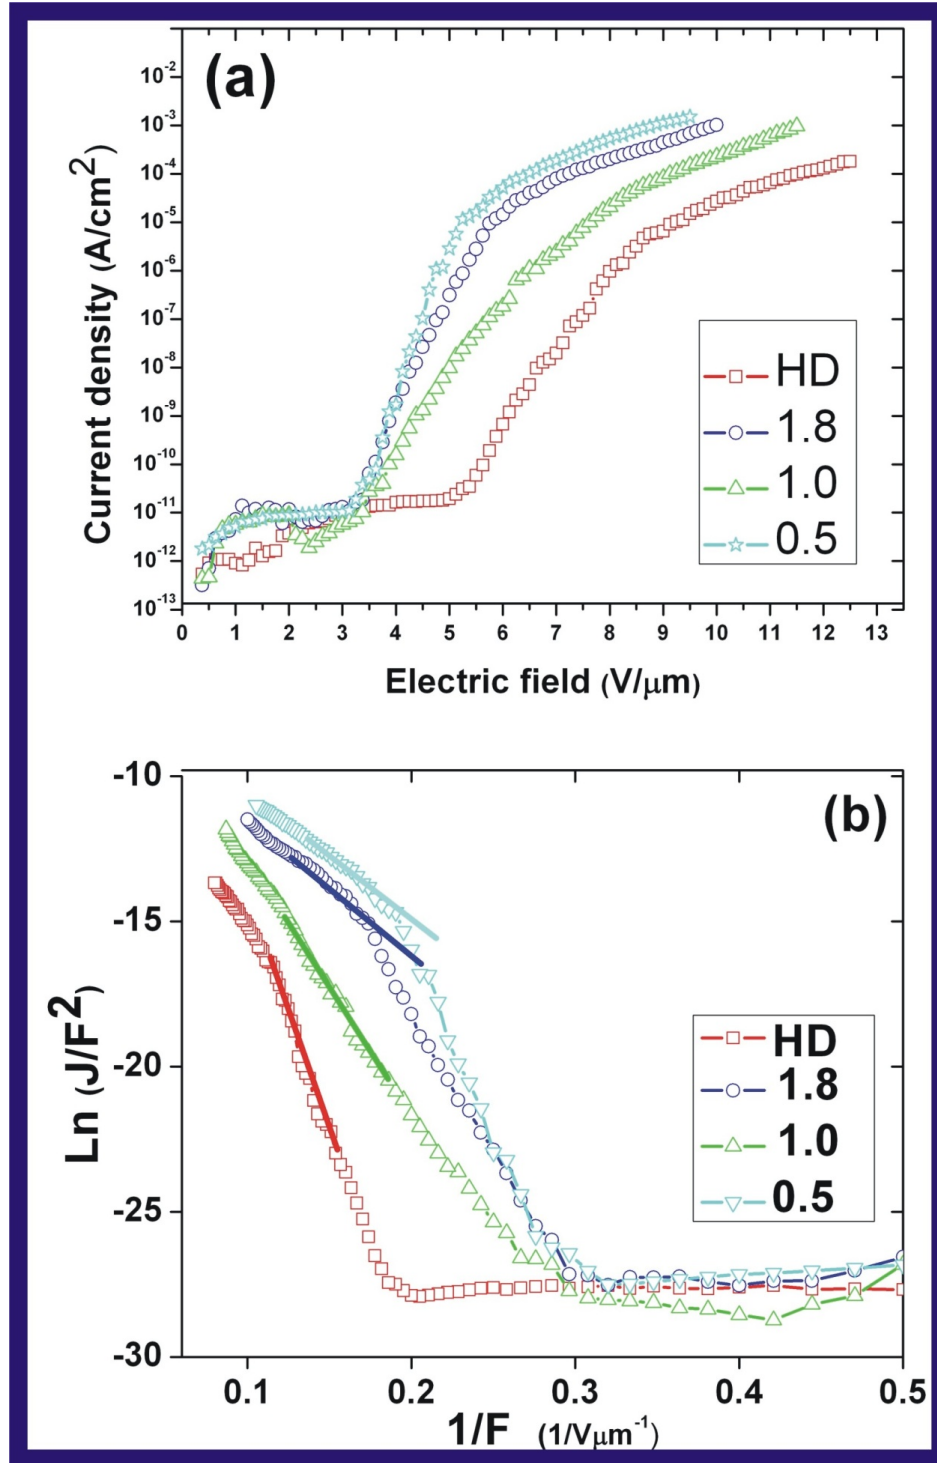 (a)
10^-2
10^-3
10^-4
10^-5
10^-6
10^-7
10^-8
10^-9
10^-10
10^-11
10^-12
10^-13
Current density (A/cm^2)
HD
1.8
1.0
0.5
0 1 2 3 4 5 6 7 8 9 10 11 12 13
Electric field (V/μm)
(b)
-10
-15
-20
-25
-30
Ln (J/F^2)
HD
1.8
1.0
0.5
0.1 0.2 0.3 0.4 0.5
1/F (1/Vμm^-1)